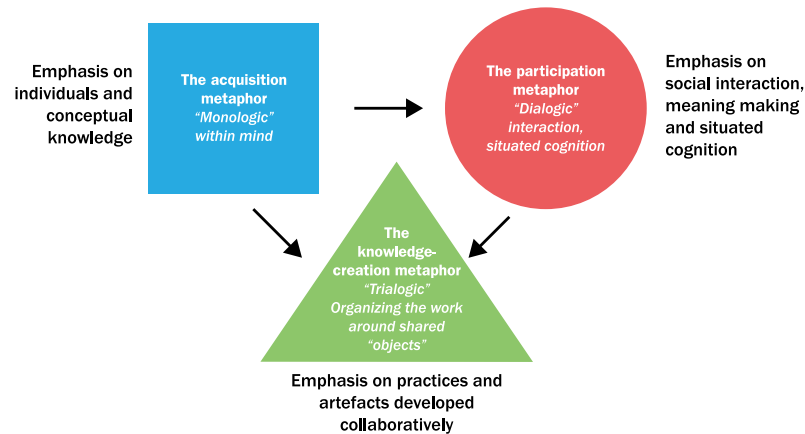 Emphasis on
individuals and
conceptual
knowledge
The acquisition
metaphor
“Monologic”
within mind
The participation
metaphor
“Dialogic”
interaction,
situated cognition
Emphasis on
social interaction,
meaning making
and situated
cognition
The
knowledge-
creation metaphor
“Trialogic”
Organizing the work
around shared
“objects”
Emphasis on practices and
artefacts developed
collaboratively